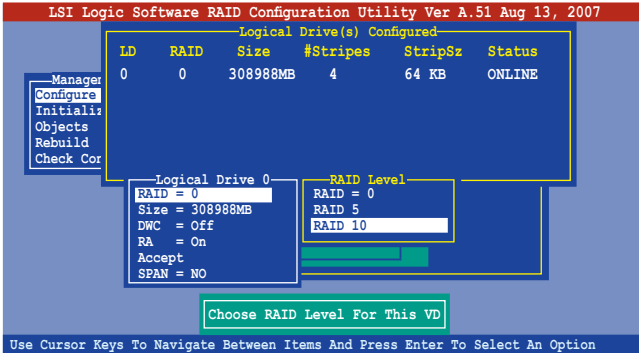 LSI Logic Software RAID Configuration Utility Ver A.51 Aug 13, 2007
Logical Drive(s) Configured
LD RAID Size #Stripes StripSz Status
0 0 308988MB 4 64 KB ONLINE
Manager
Configure
Initializ
Objects
Rebuild
Check Con
Logical Drive 0
RAID = 0
Size = 308988MB
DWC = Off
RA = On
Accept
SPAN = NO
RAID Level
RAID = 0
RAID 5
RAID 10
Choose RAID Level For This VD
Use Cursor Keys To Navigate Between Items And Press Enter To Select An Option